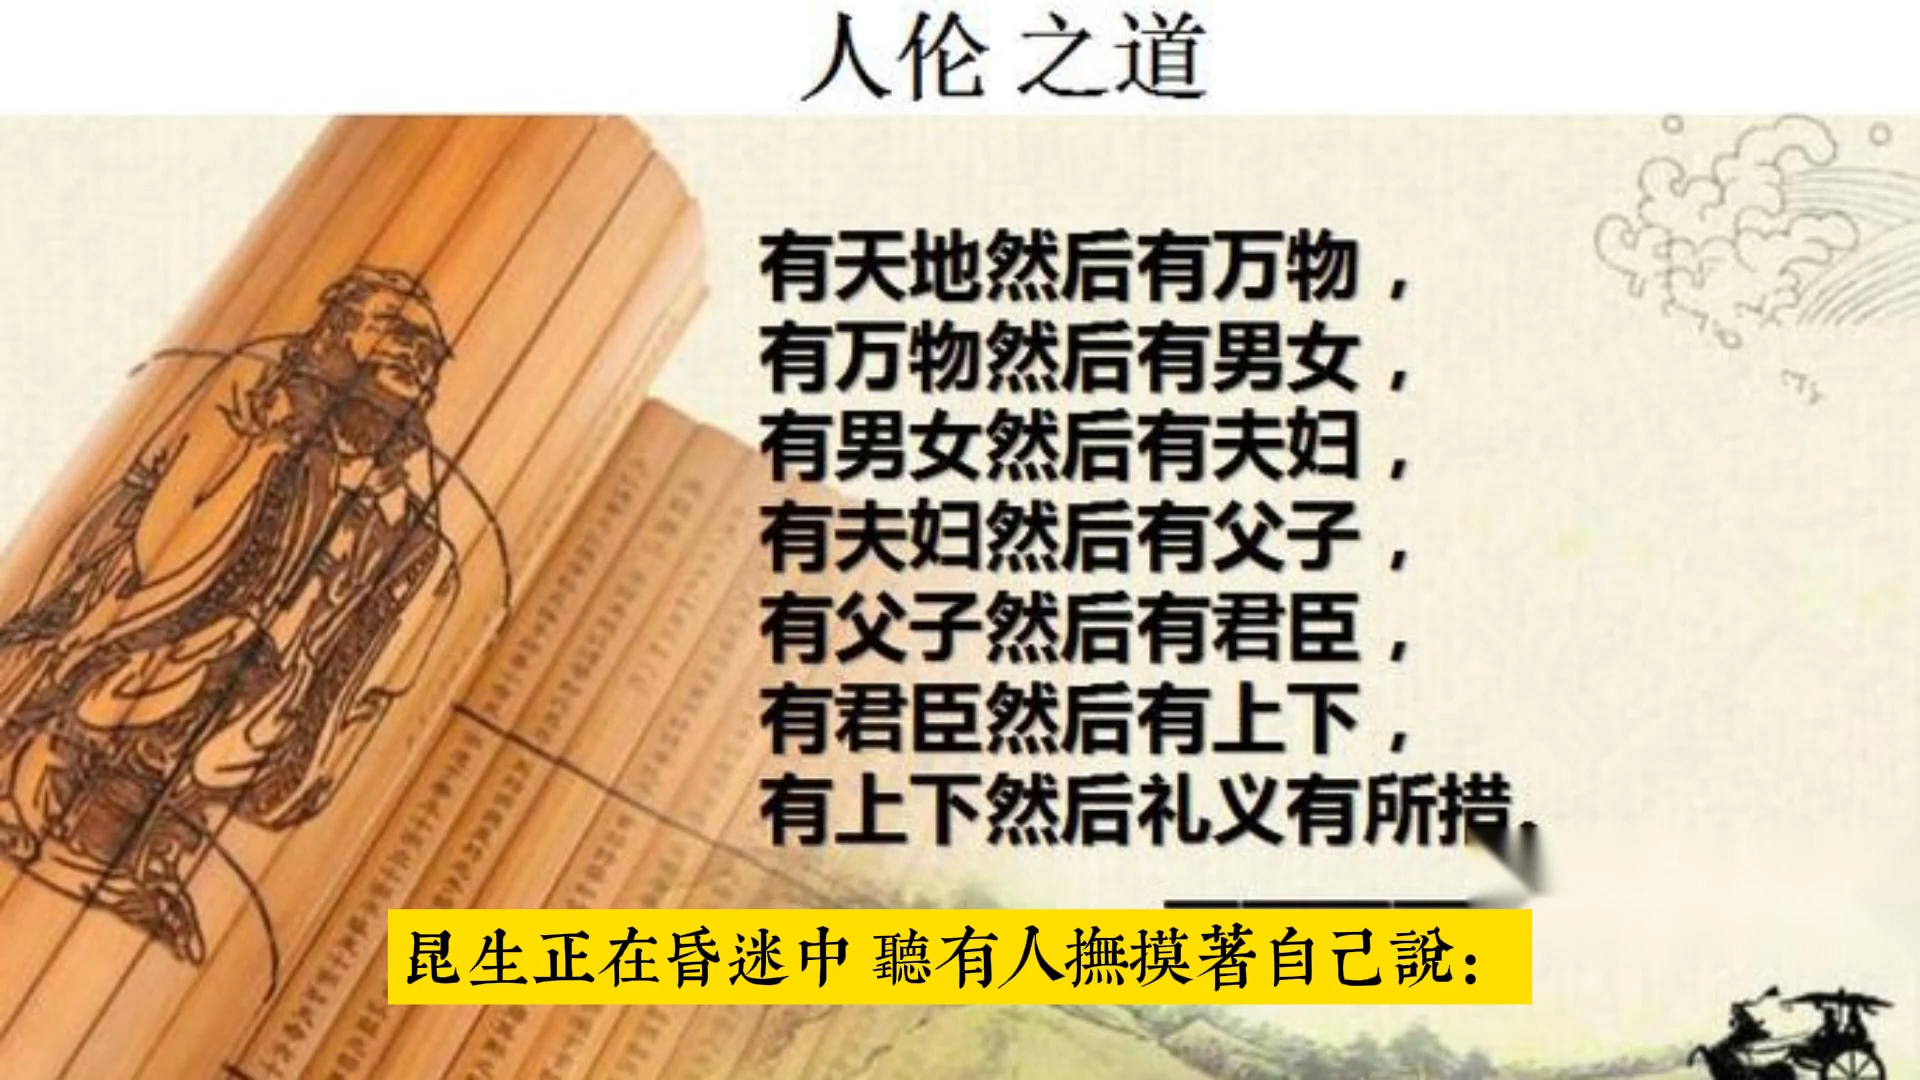 人伦之道
有天地然后有万物，
有万物然后有男女，
有男女然后有夫妇，
有夫妇然后有父子，
有父子然后有君臣，
有君臣然后有上下，
有上下然后礼义有所措.
昆生正在昏迷中 聽有人撫摸著自己說：